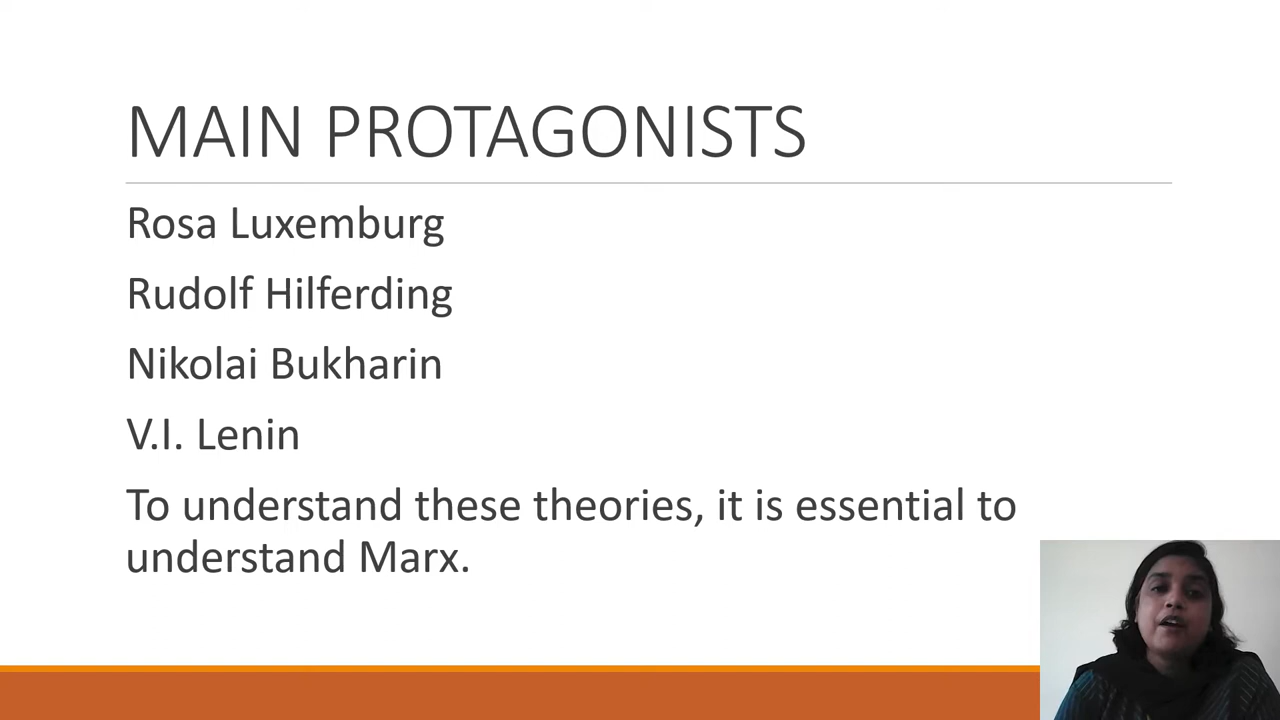 MAIN PROTAGONISTS
Rosa Luxemburg
Rudolf Hilferding
Nikolai Bukharin
V.I. Lenin
To understand these theories, it is essential to
understand Marx.